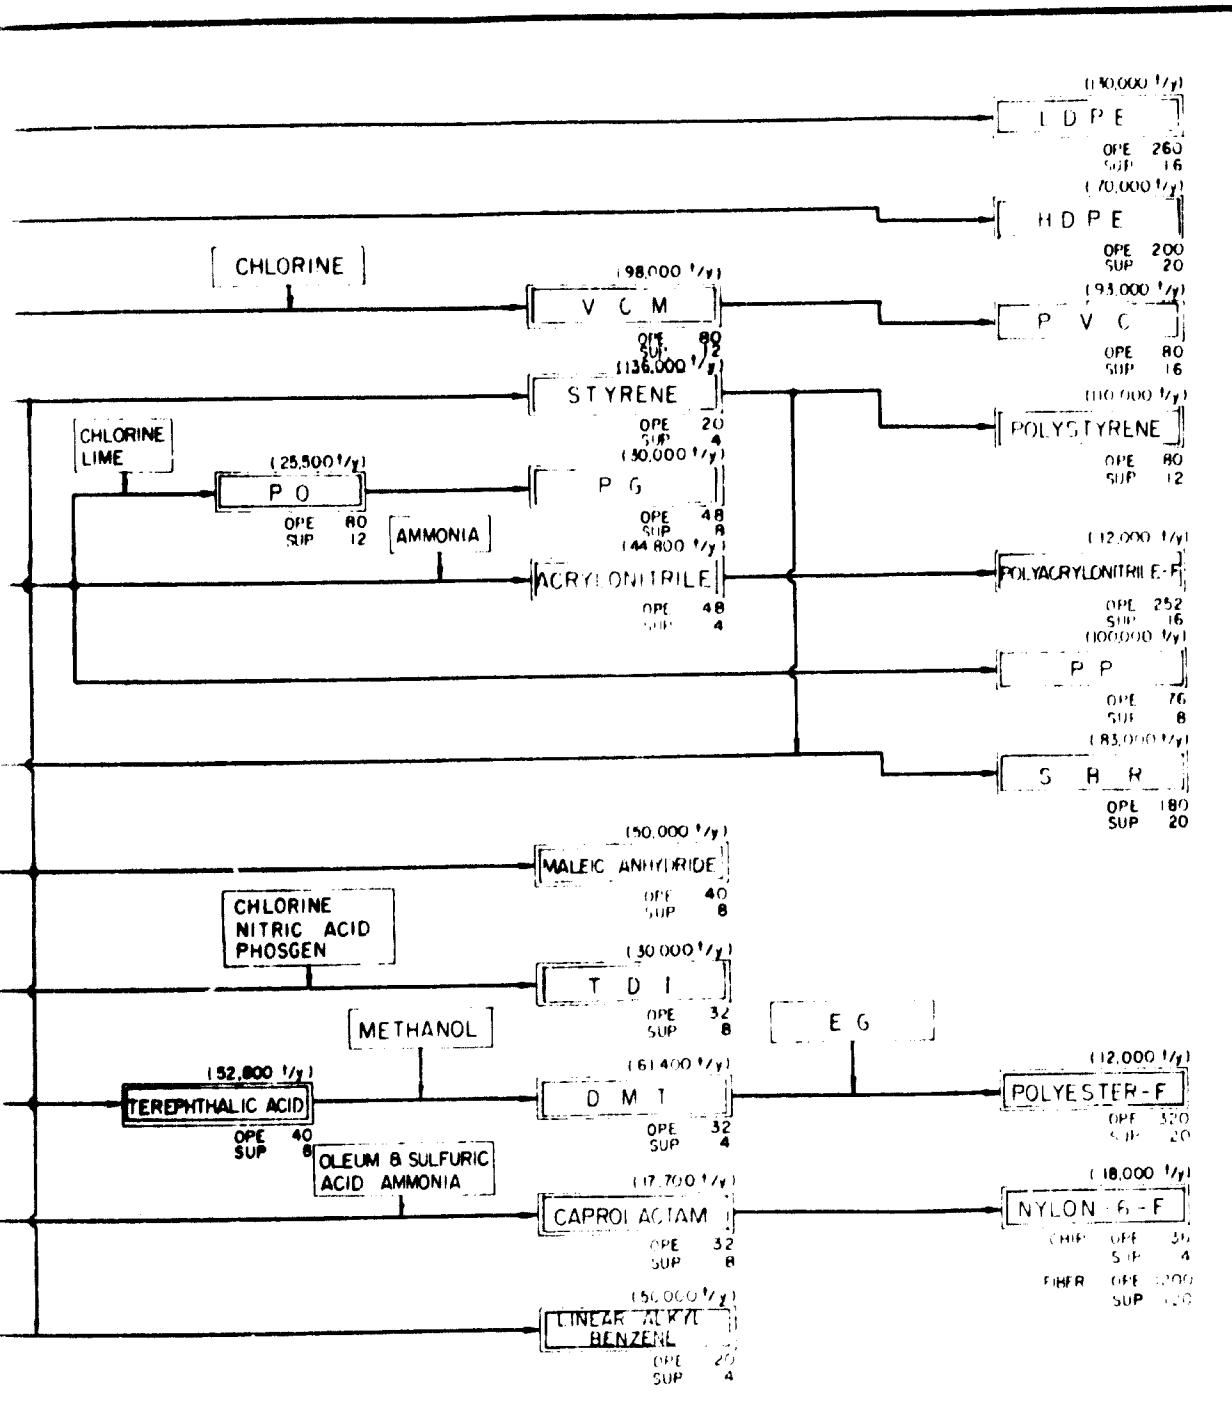 LDPE
OPE 260
SUP 16
(70,000 t/y)
HDPE
OPE 200
SUP 20
CHLORINE
(98,000 t/y)
VCM
OPE 80
SUP 12
(93,000 t/y)
PVC
OPE 80
SUP 16
(136,000 t/y)
STYRENE
OPE 20
SUP 4
(110,000 t/y)
POLYSTYRENE
OPE 80
SUP 12
CHLORINE
LIME
(25,500 t/y)
PO
OPE 80
SUP 12
(30,000 t/y)
PG
OPE 48
SUP 8
AMMONIA
(44,800 t/y)
ACRYLONITRILE
OPE 48
SUP 4
(12,000 t/y)
POLYACRYLONITRILE-F
OPE 252
SUP 16
(100,000 t/y)
PP
OPE 76
SUP 8
(83,000 t/y)
SBR
OPE 180
SUP 20
(50,000 t/y)
MALEIC ANHYDRIDE
OPE 40
SUP 8
CHLORINE
NITRIC ACID
PHOSGEN
(30,000 t/y)
TDI
OPE 32
SUP 8
METHANOL
EG
(52,800 t/y)
TEREPHTHALIC ACID
OPE 40
SUP 8
(61,400 t/y)
DMT
OPE 32
SUP 4
(12,000 t/y)
POLYESTER-F
OPE 320
SUP 20
OLEUM & SULFURIC
ACID AMMONIA
(17,700 t/y)
CAPROLACTAM
OPE 32
SUP 8
(18,000 t/y)
NYLON-6-F
CHIP OPE 36
SUP 4
FIBER OPE
SUP
LINEAR ALKYL
BENZENE
OPE 20
SUP 4